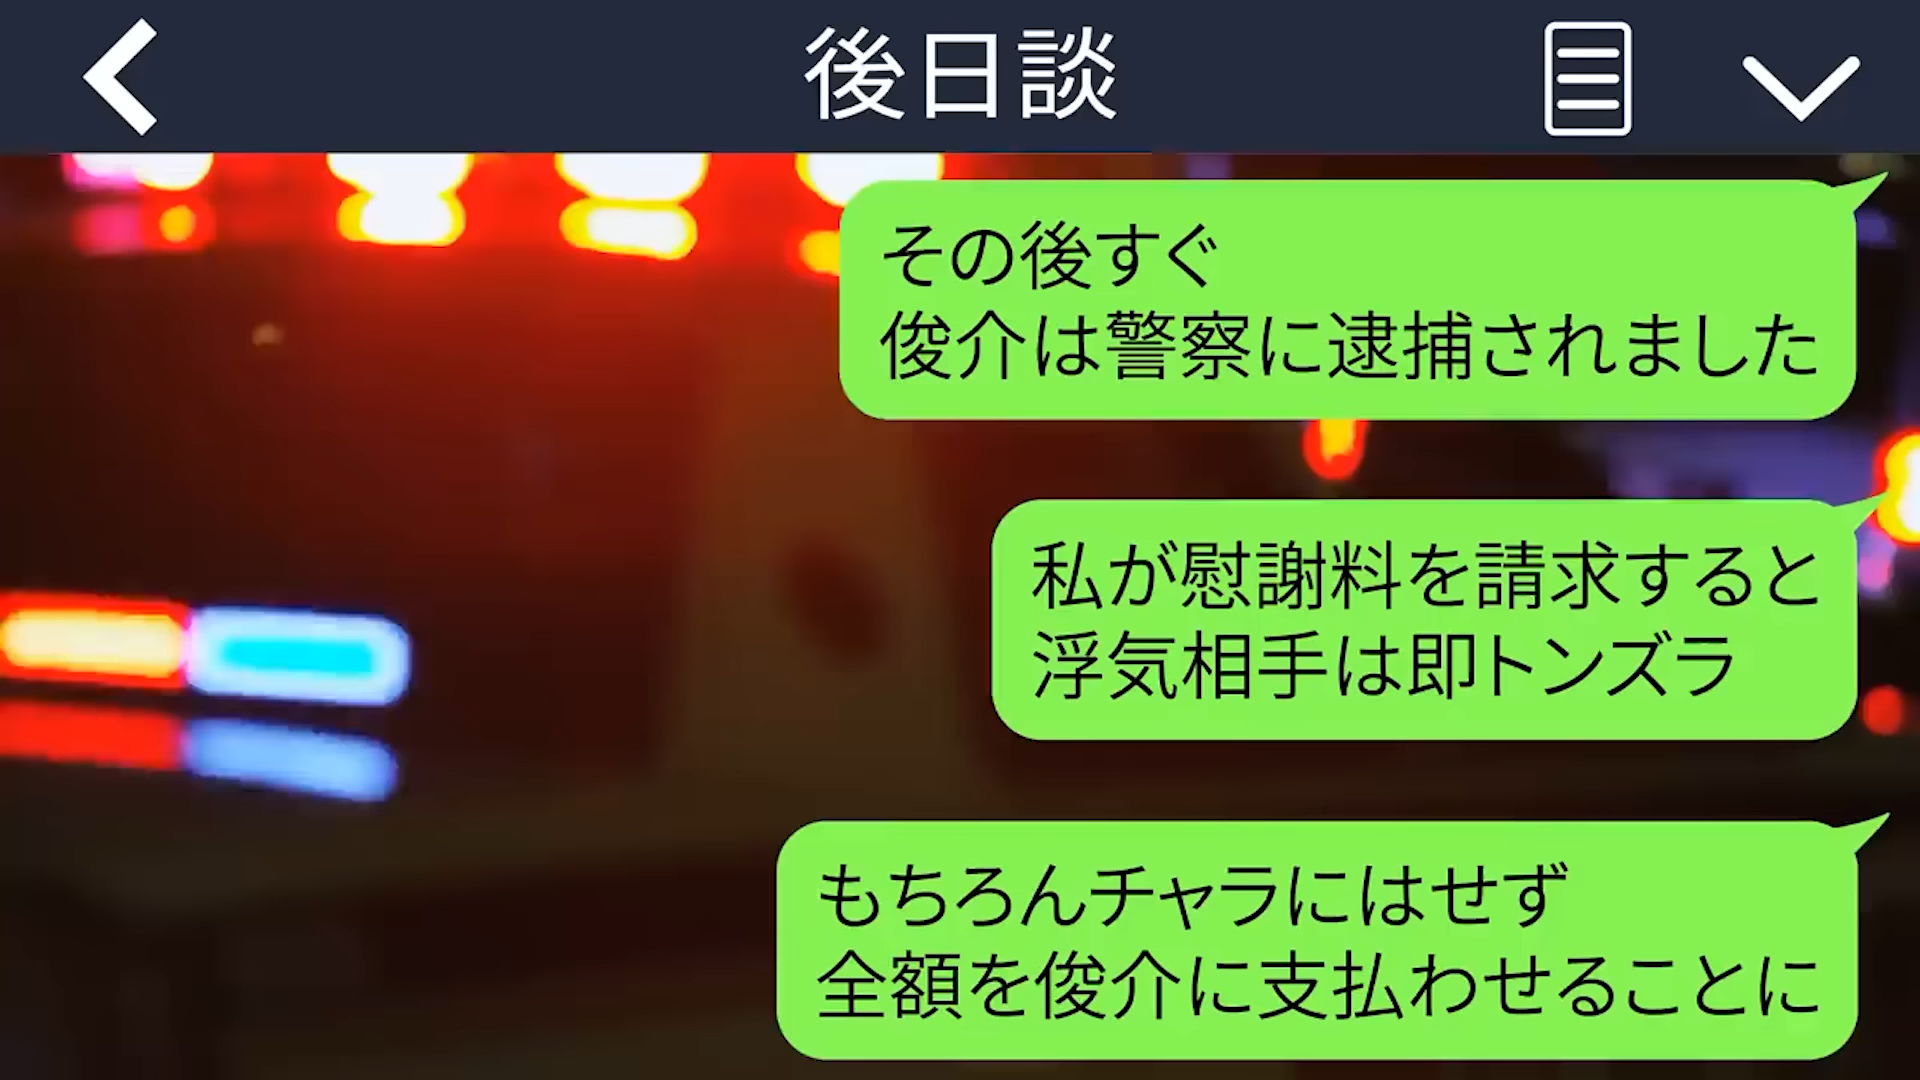 後日談
その後すぐ
俊介は警察に逮捕されました
私が慰謝料を請求すると
浮気相手は即トンズラ
もちろんチャラにはせず
全額を俊介に支払わせることに